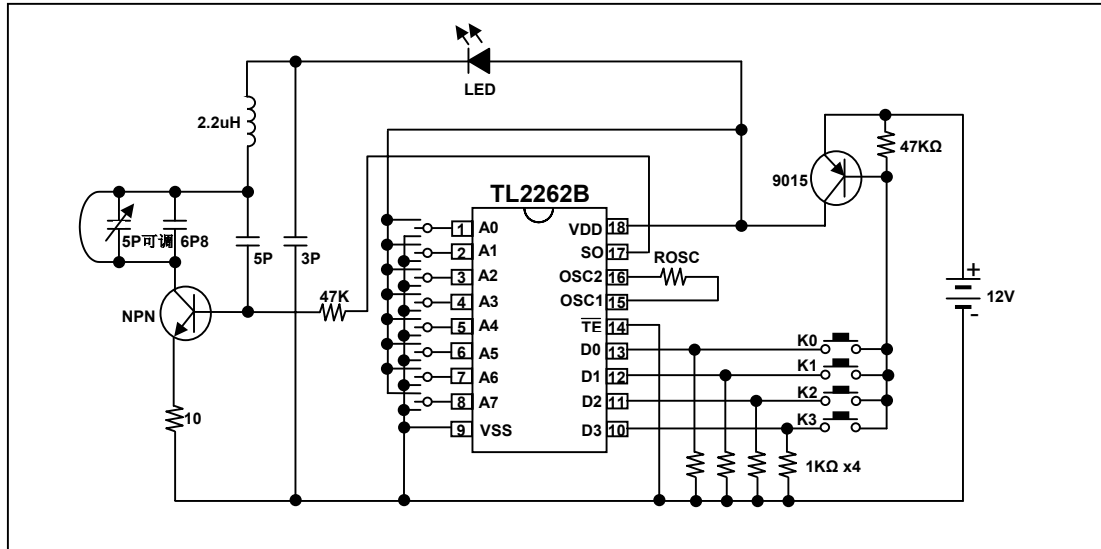 LED
2.2uH
47KΩ
9015
TL2262B
5P可调
6P8
5P
3P
47K
NPN
10
1 A0
2 A1
3 A2
4 A3
5 A4
6 A5
7 A6
8 A7
9 VSS
VDD 18
SO 17
OSC2 16
OSC1 15
TE 14
D0 13
D1 12
D2 11
D3 10
ROSC
K0
K1
K2
K3
1KΩ x4
+
12V
-